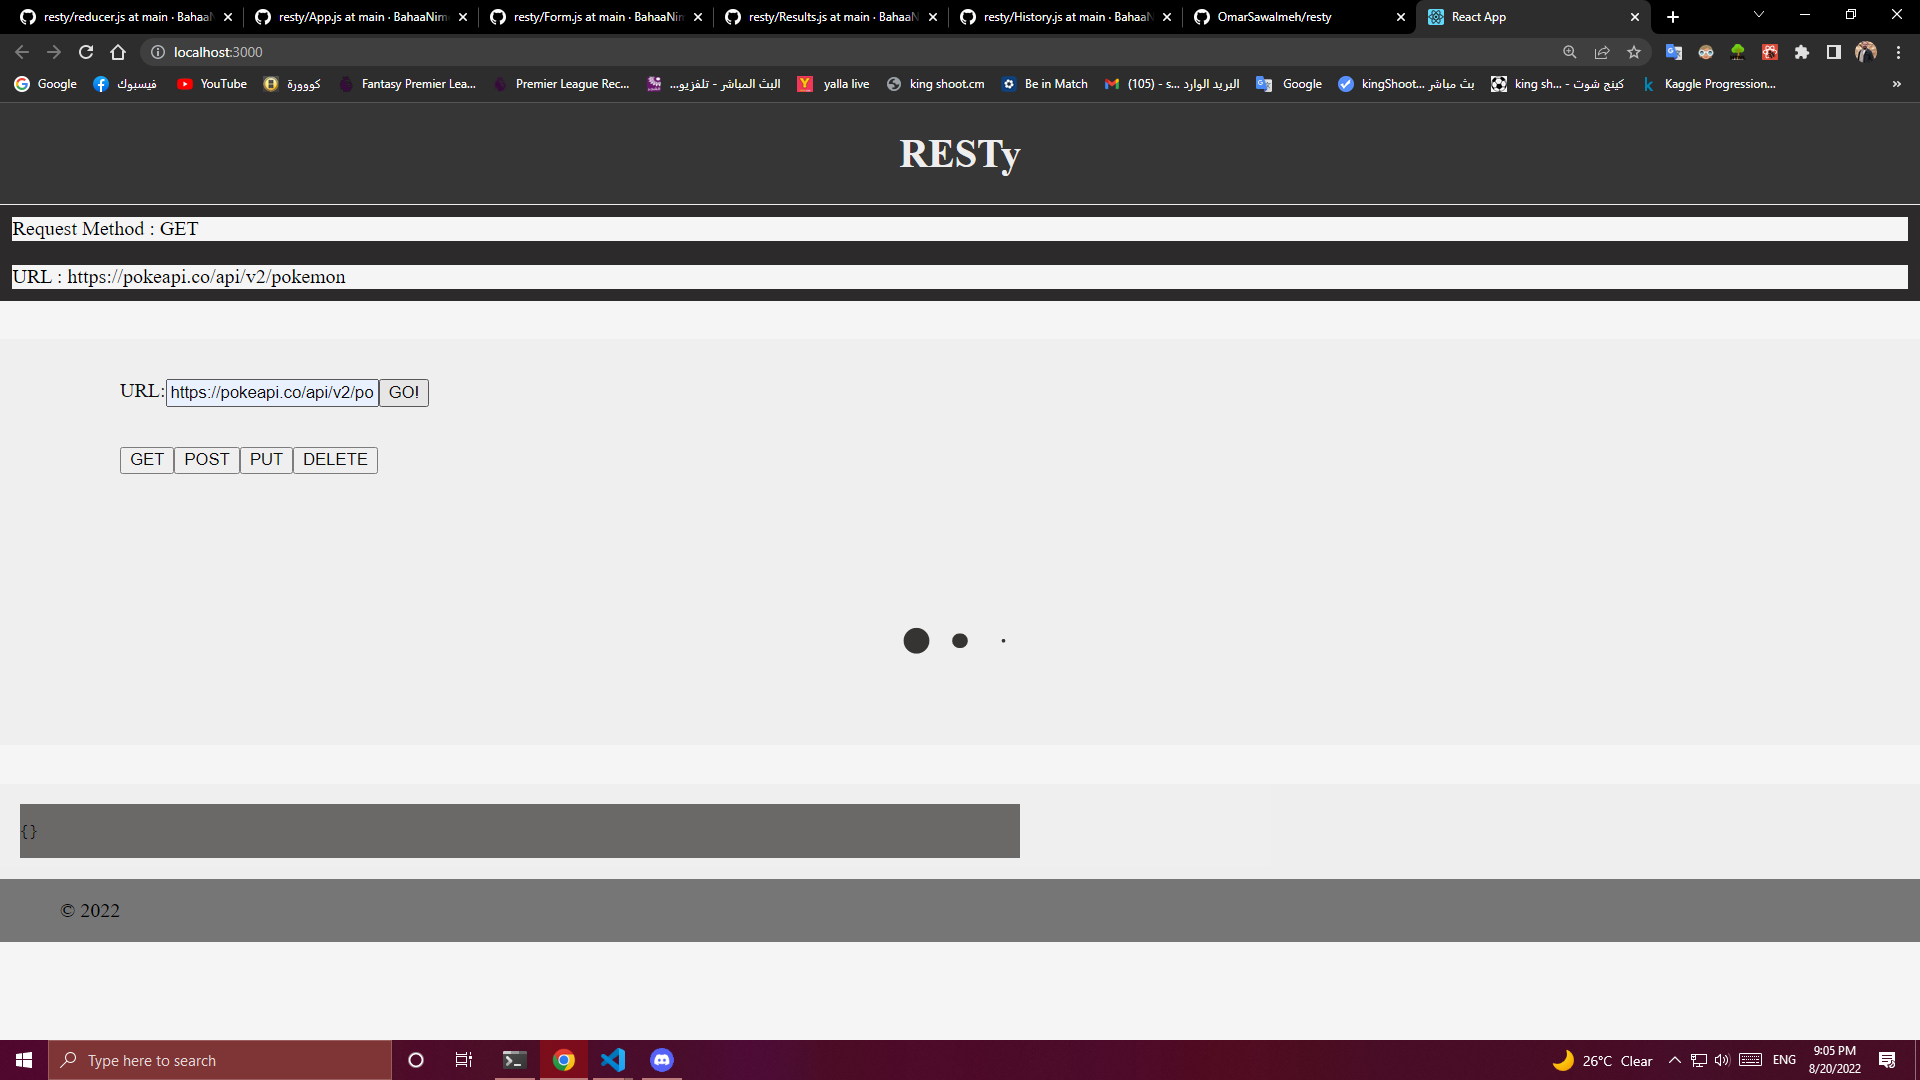 resty/reducer.js at main · Bahaa
resty/App.js at main · BahaaNim
resty/Form.js at main · BahaaNi
resty/Results.js at main · Bahaa
resty/History.js at main · Bahaa
OmarSawalmeh/resty
React App
localhost:3000
Google
فيسبوك
YouTube
كووورة
Fantasy Premier Lea...
Premier League Rec...
البث المباشر - تلفزيو...
yalla live
king shoot.cm
Be in Match
البريد الوارد (105) - s...
Google
بث مباشر kingShoot...
كينج شوت - king sh...
Kaggle Progression...
»
RESTy
Request Method : GET
URL : https://pokeapi.co/api/v2/pokemon
URL: https://pokeapi.co/api/v2/po GO!
GET POST PUT DELETE
{}
© 2022
Type here to search
26°C Clear
ENG
9:05 PM
8/20/2022